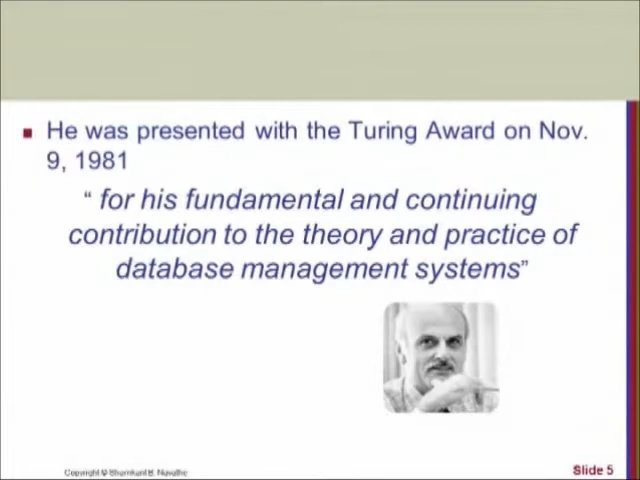 He was presented with the Turing Award on Nov.
9, 1981
“ for his fundamental and continuing
contribution to the theory and practice of
database management systems”
Copyright © Shamkant B. Navathe
Slide 5